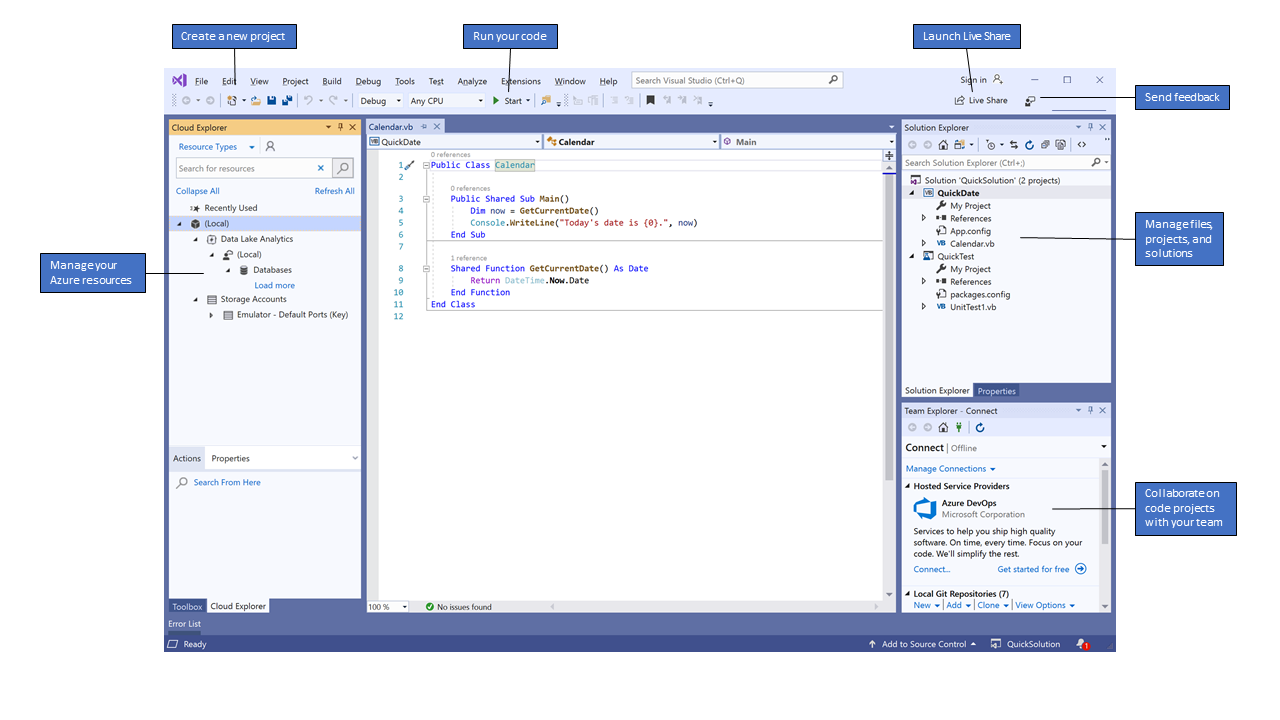 Create a new project
Run your code
Launch Live Share
File Edit View Project Build Debug Tools Test Analyze Extensions Window Help
Search Visual Studio (Ctrl+Q)
Sign in
Debug
Any CPU
Start
Live Share
Send feedback
Cloud Explorer
Resource Types
Search for resources
Collapse All
Refresh All
Recently Used
(Local)
Data Lake Analytics
(Local)
Databases
Load more
Storage Accounts
Emulator - Default Ports (Key)
Manage your
Azure resources
Actions
Properties
Search From Here
Toolbox
Cloud Explorer
Calendar.vb
VB QuickDate
Calendar
Main
0 references
1 Public Class Calendar
2
0 references
3 Public Shared Sub Main()
4 Dim now = GetCurrentDate()
5 Console.WriteLine("Today's date is {0}.", now)
6 End Sub
7
1 reference
8 Shared Function GetCurrentDate() As Date
9 Return DateTime.Now.Date
10 End Function
11 End Class
12
100 %
No issues found
Solution Explorer
Search Solution Explorer (Ctrl+;)
Solution 'QuickSolution' (2 projects)
VB QuickDate
My Project
References
App.config
VB Calendar.vb
QuickTest
My Project
References
packages.config
VB UnitTest1.vb
Manage files,
projects, and
solutions
Solution Explorer
Properties
Team Explorer - Connect
Connect | Offline
Manage Connections
Hosted Service Providers
Azure DevOps
Microsoft Corporation
Services to help you ship high quality
software. On time, every time. Focus on your
code. We'll simplify the rest.
Connect...
Get started for free
Local Git Repositories (7)
New | Add | Clone | View Options
Collaborate on
code projects
with your team
Error List
Ready
Add to Source Control
QuickSolution
1